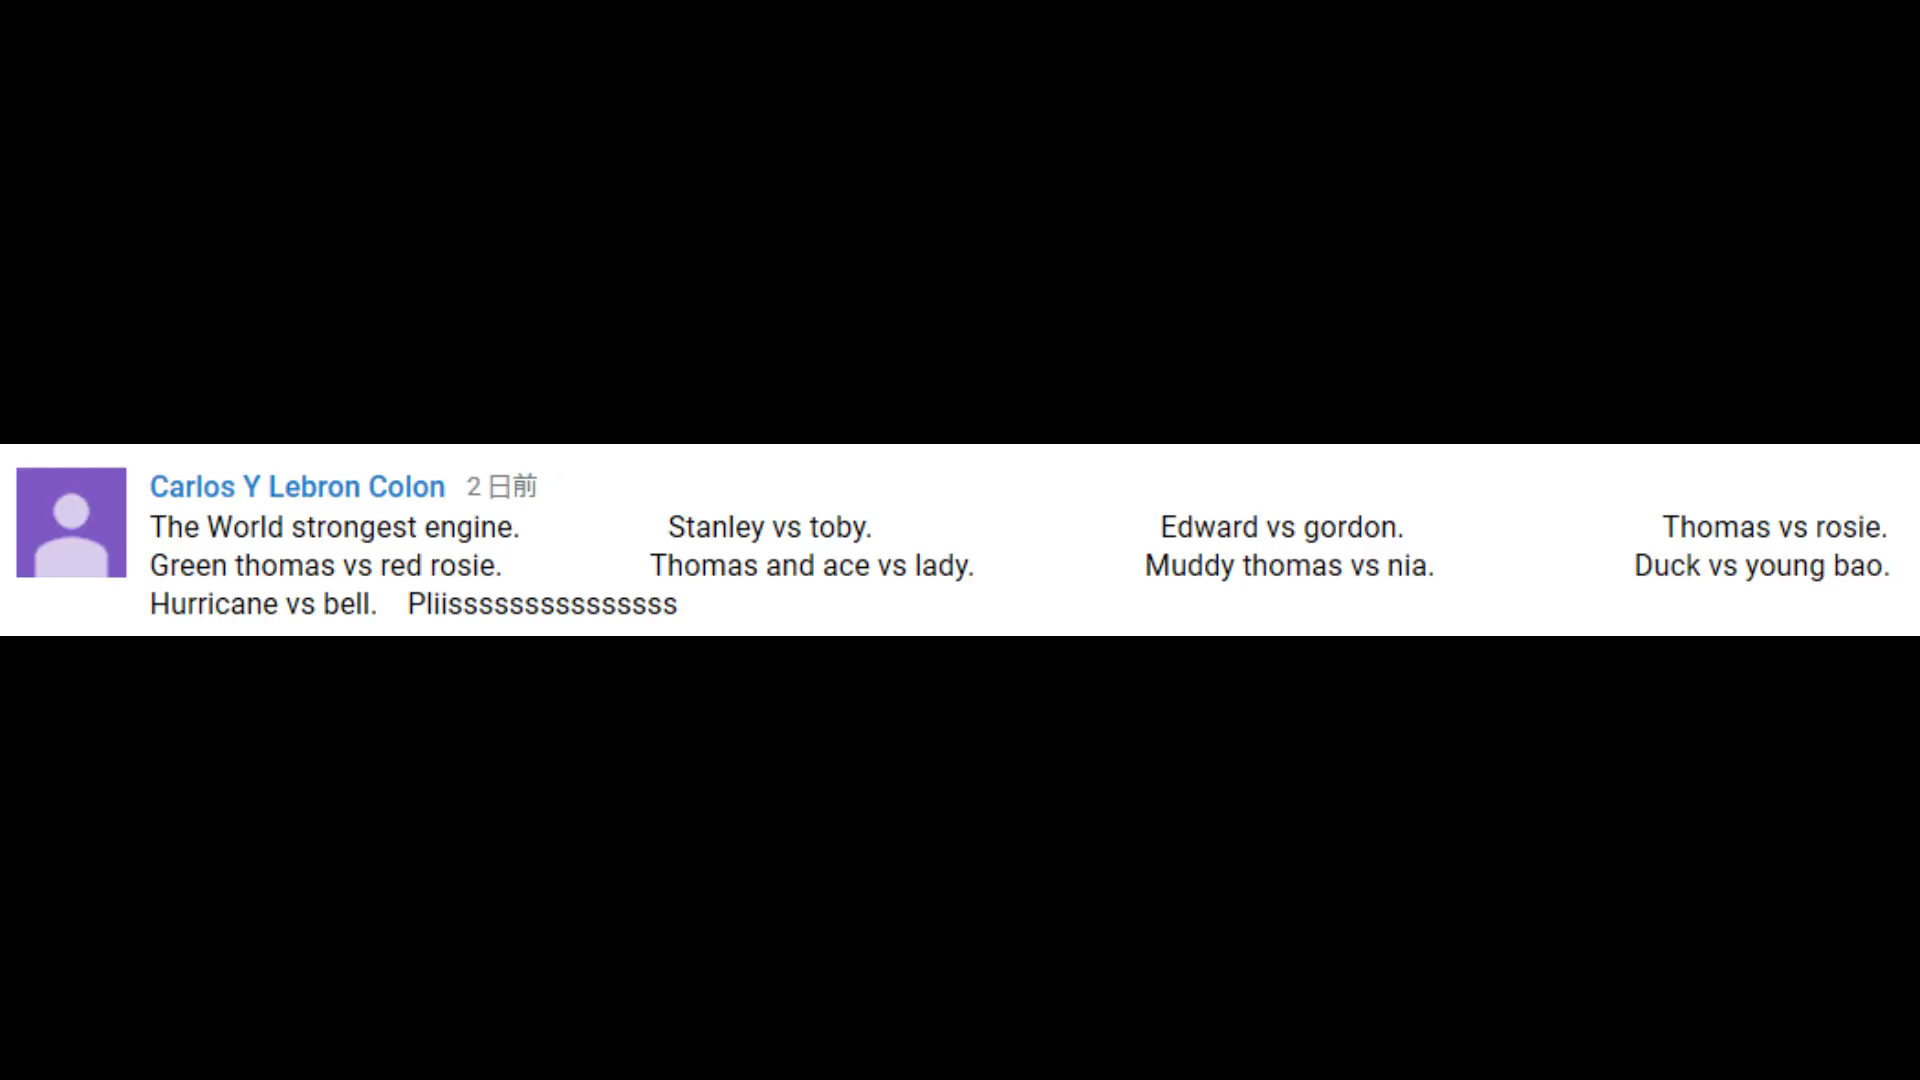 Carlos Y Lebron Colon 2 日前
The World strongest engine. Stanley vs toby. Edward vs gordon. Thomas vs rosie.
Green thomas vs red rosie. Thomas and ace vs lady. Muddy thomas vs nia. Duck vs young bao.
Hurricane vs bell. Pliissssssssssssssss